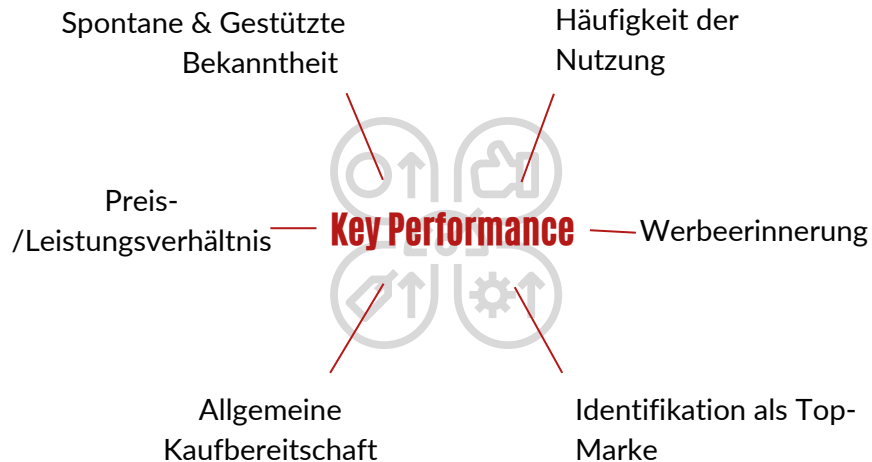 Spontane & Gestützte
Bekanntheit
Häufigkeit der
Nutzung
Preis-
/Leistungsverhältnis
Key Performance
Werbeerinnerung
Allgemeine
Kaufbereitschaft
Identifikation als Top-
Marke